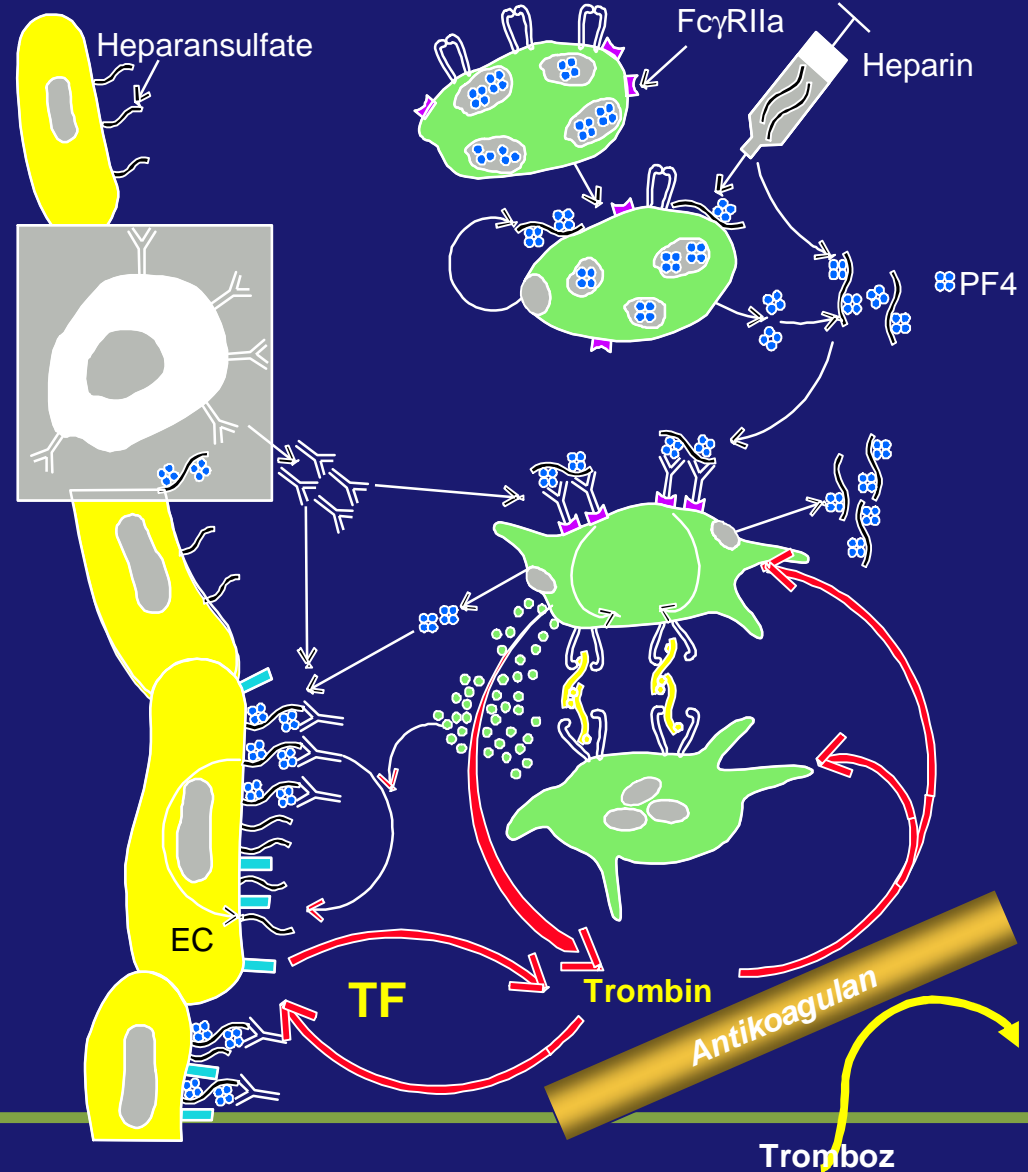 Heparansulfate
FcγRIIa
Heparin
PF4
EC
TF
Trombin
Antikoagulan
Tromboz